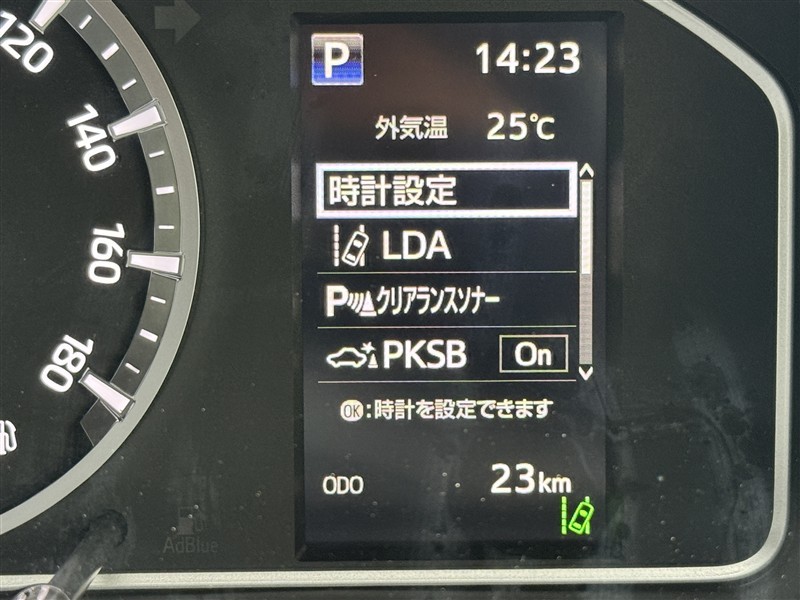 120
140
160
180
P 14:23
外気温 25℃
時計設定
LDA
P クリアランスソナー
PKSB On
OK:時計を設定できます
ODO 23km
AdBlue